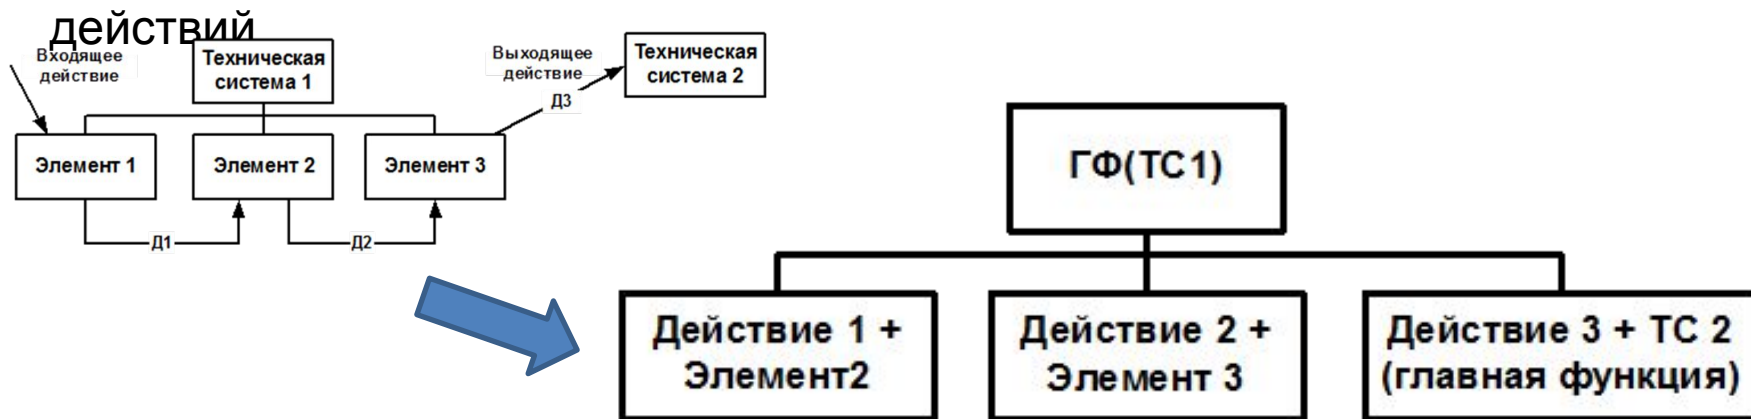 действий
Входящее
действие
Техническая
система 1
Выходящее
действие
Д3
Техническая
система 2
Элемент 1
Элемент 2
Элемент 3
Д1
Д2
ГФ(ТС1)
Действие 1 +
Элемент2
Действие 2 +
Элемент 3
Действие 3 + ТС 2
(главная функция)